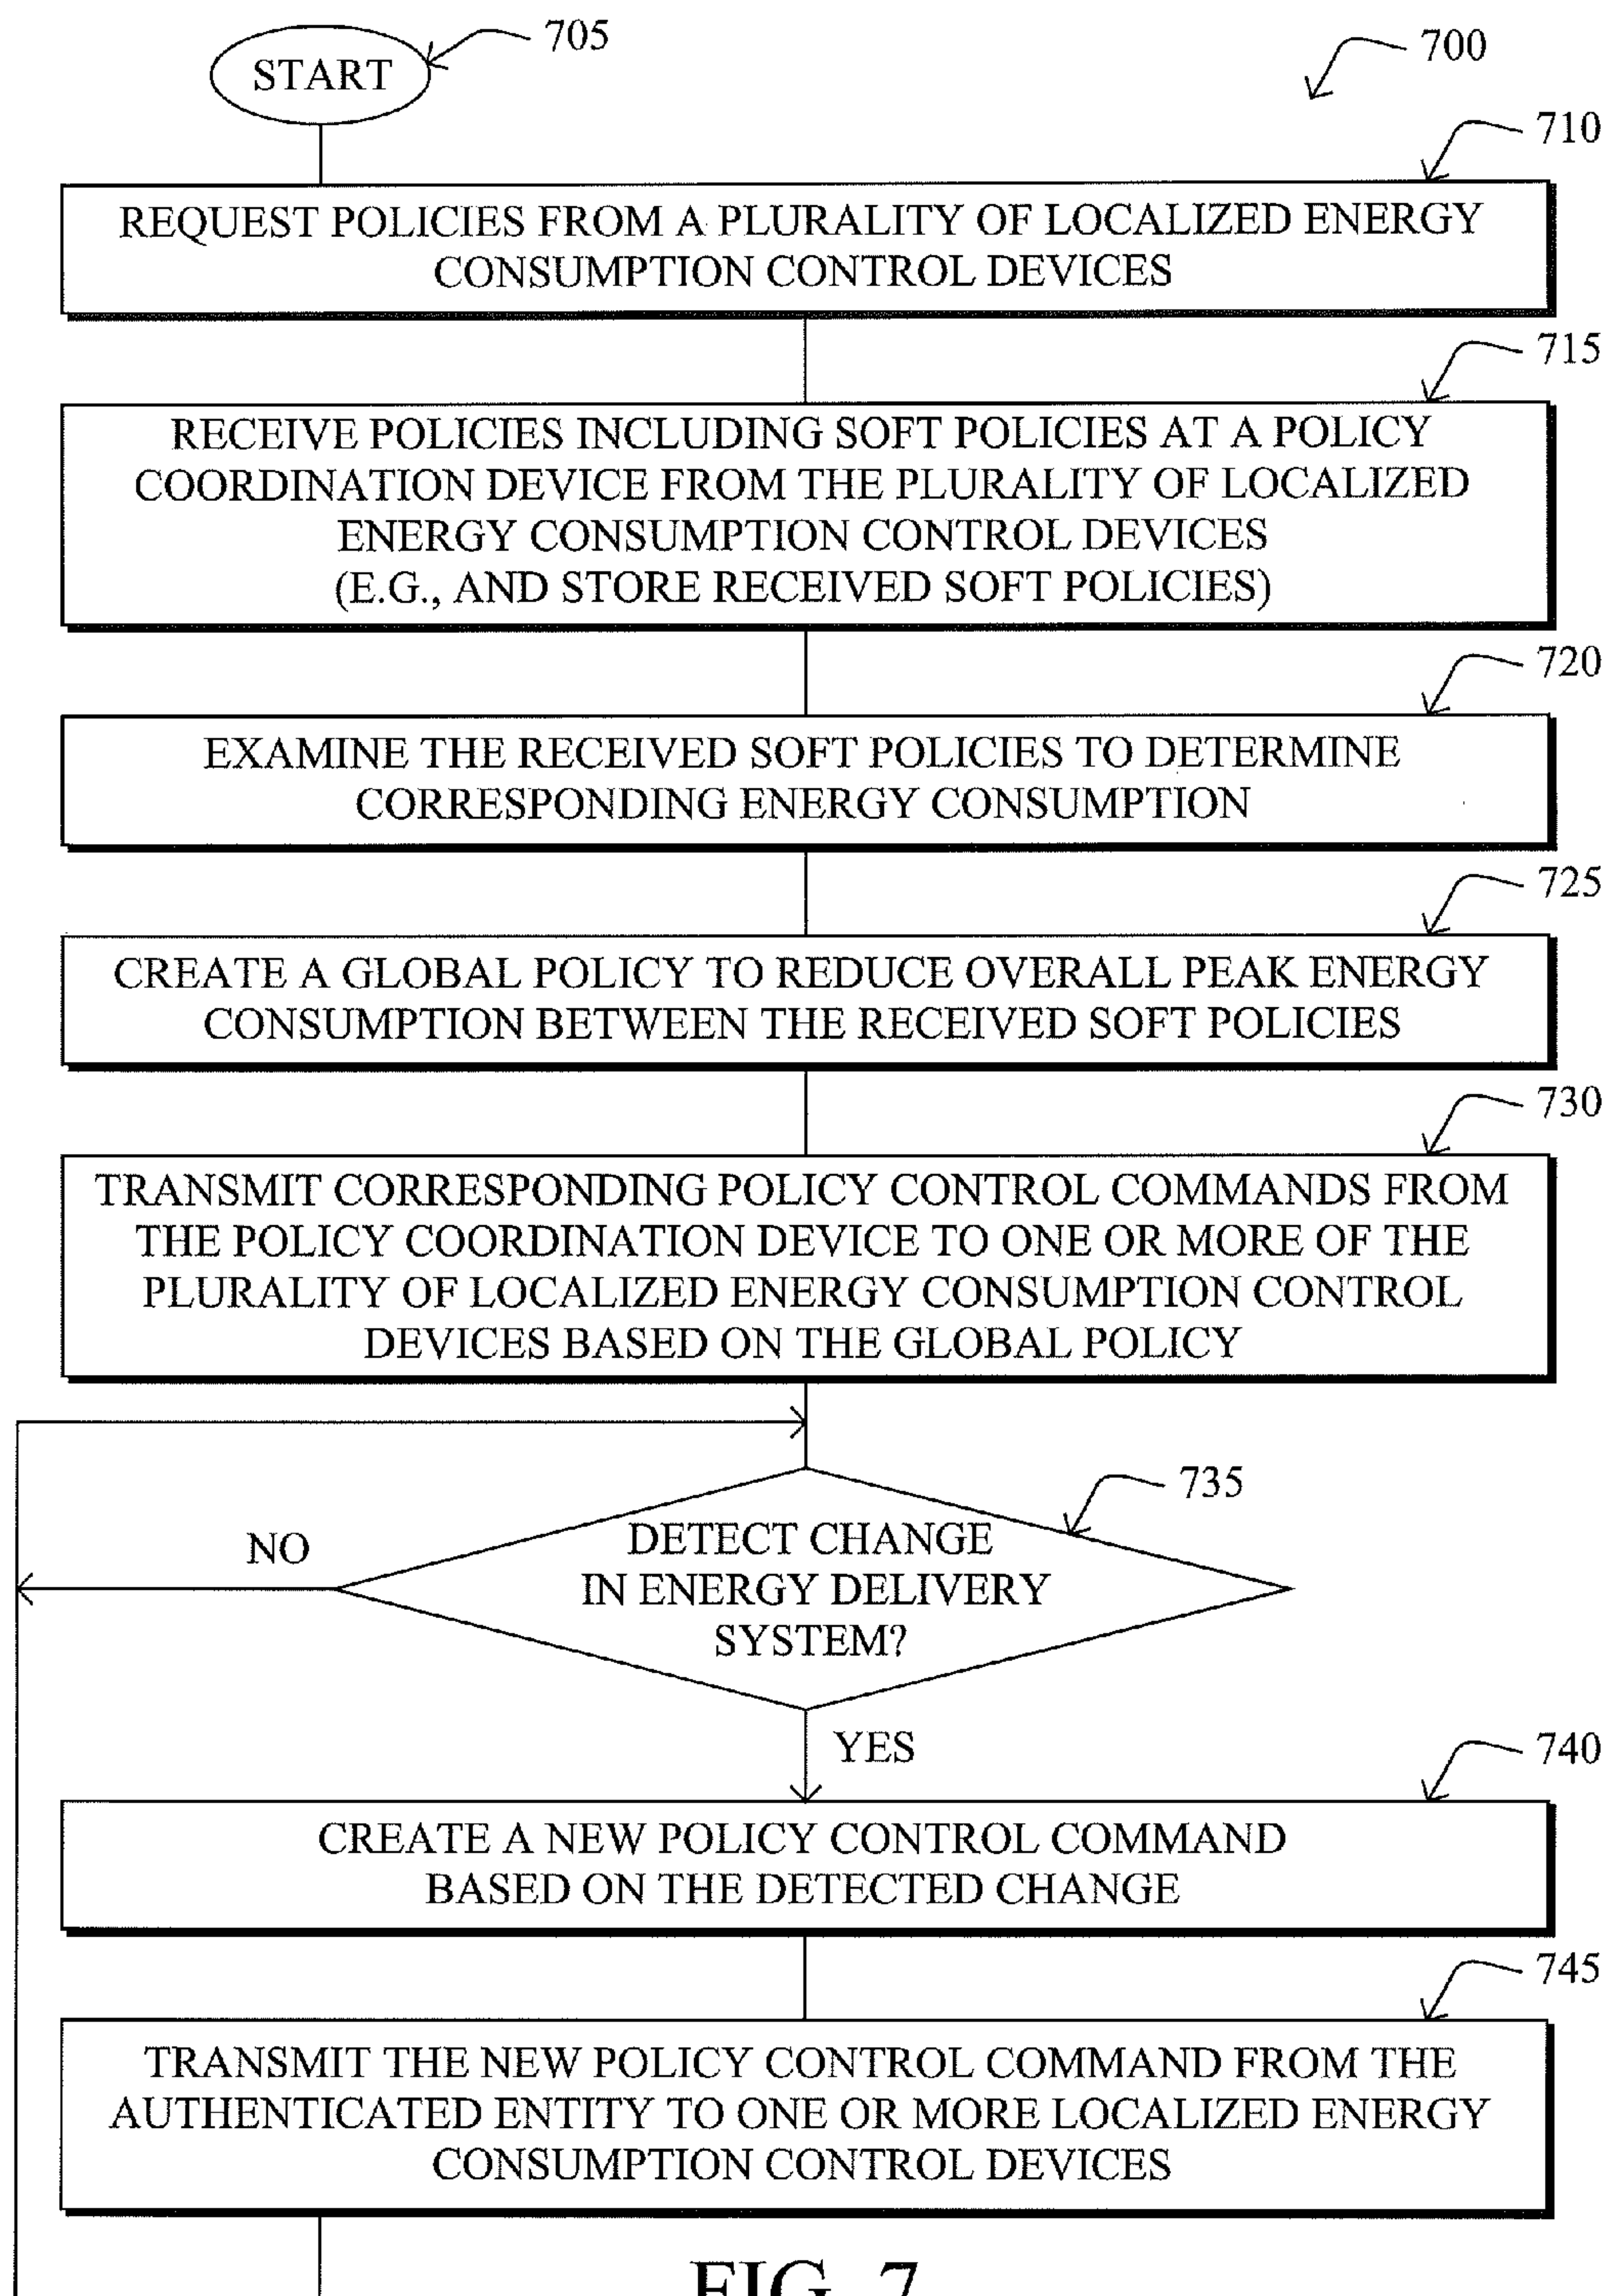 START
705
700
710
REQUEST POLICIES FROM A PLURALITY OF LOCALIZED ENERGY
CONSUMPTION CONTROL DEVICES
715
RECEIVE POLICIES INCLUDING SOFT POLICIES AT A POLICY
COORDINATION DEVICE FROM THE PLURALITY OF LOCALIZED
ENERGY CONSUMPTION CONTROL DEVICES
(E.G., AND STORE RECEIVED SOFT POLICIES)
720
EXAMINE THE RECEIVED SOFT POLICIES TO DETERMINE
CORRESPONDING ENERGY CONSUMPTION
725
CREATE A GLOBAL POLICY TO REDUCE OVERALL PEAK ENERGY
CONSUMPTION BETWEEN THE RECEIVED SOFT POLICIES
730
TRANSMIT CORRESPONDING POLICY CONTROL COMMANDS FROM
THE POLICY COORDINATION DEVICE TO ONE OR MORE OF THE
PLURALITY OF LOCALIZED ENERGY CONSUMPTION CONTROL
DEVICES BASED ON THE GLOBAL POLICY
735
NO
DETECT CHANGE
IN ENERGY DELIVERY
SYSTEM?
YES
740
CREATE A NEW POLICY CONTROL COMMAND
BASED ON THE DETECTED CHANGE
745
TRANSMIT THE NEW POLICY CONTROL COMMAND FROM THE
AUTHENTICATED ENTITY TO ONE OR MORE LOCALIZED ENERGY
CONSUMPTION CONTROL DEVICES
FIG. 7